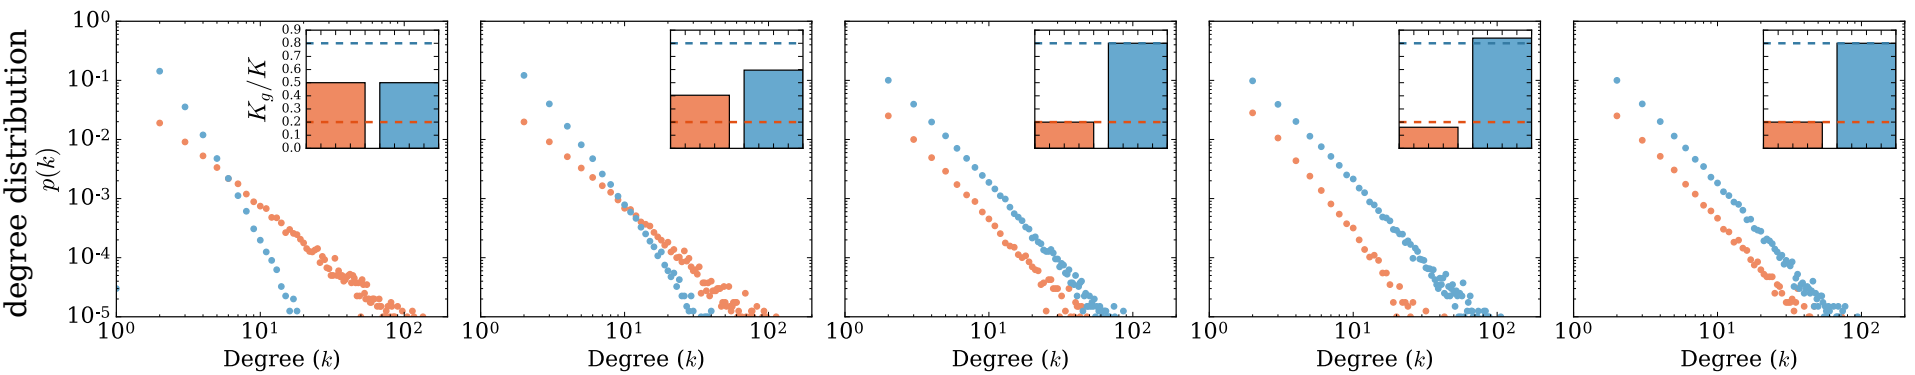 degree distribution
p(k)
10^0
10^-1
10^-2
10^-3
10^-4
10^-5
K_g/K
0.9
0.8
0.7
0.6
0.5
0.4
0.3
0.2
0.1
0.0
10^0 10^1 10^2
Degree (k)
10^0 10^1 10^2
Degree (k)
10^0 10^1 10^2
Degree (k)
10^0 10^1 10^2
Degree (k)
10^0 10^1 10^2
Degree (k)